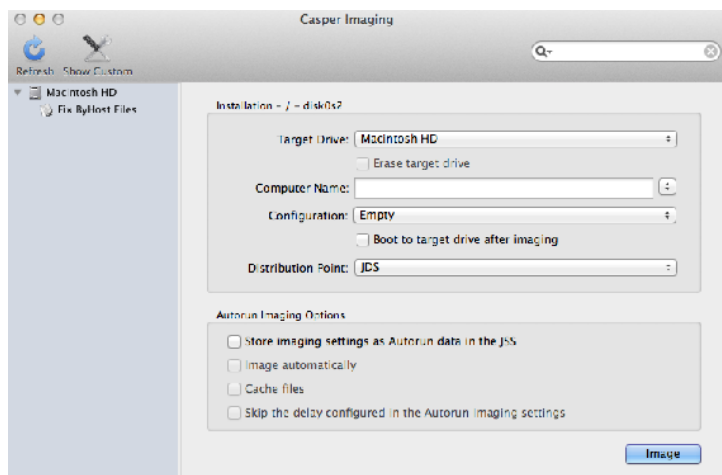 Casper Imaging
Refresh Show Custom
Macintosh HD
Fix ByHost Files
Installation - / - disk0s2
Target Drive: Macintosh HD
Erase target drive
Computer Name:
Configuration: Empty
Boot to target drive after imaging
Distribution Point: JDS
Autorun Imaging Options
Store imaging settings as Autorun data in the JSS
Image automatically
Cache files
Skip the delay configured in the Autorun Imaging settings
Image